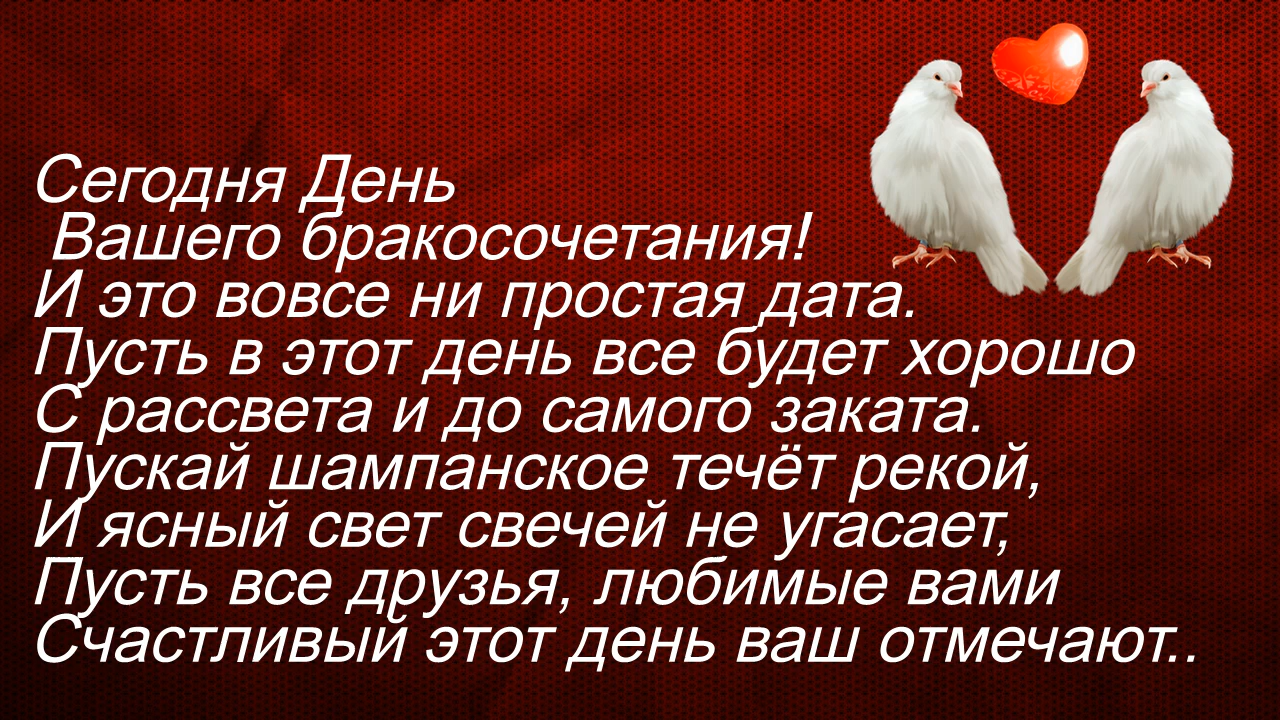 Сегодня День
Вашего бракосочетания!
И это вовсе ни простая дата.
Пусть в этот день все будет хорошо
С рассвета и до самого заката.
Пускай шампанское течёт рекой,
И ясный свет свечей не угасает,
Пусть все друзья, любимые вами
Счастливый этот день ваш отмечают..